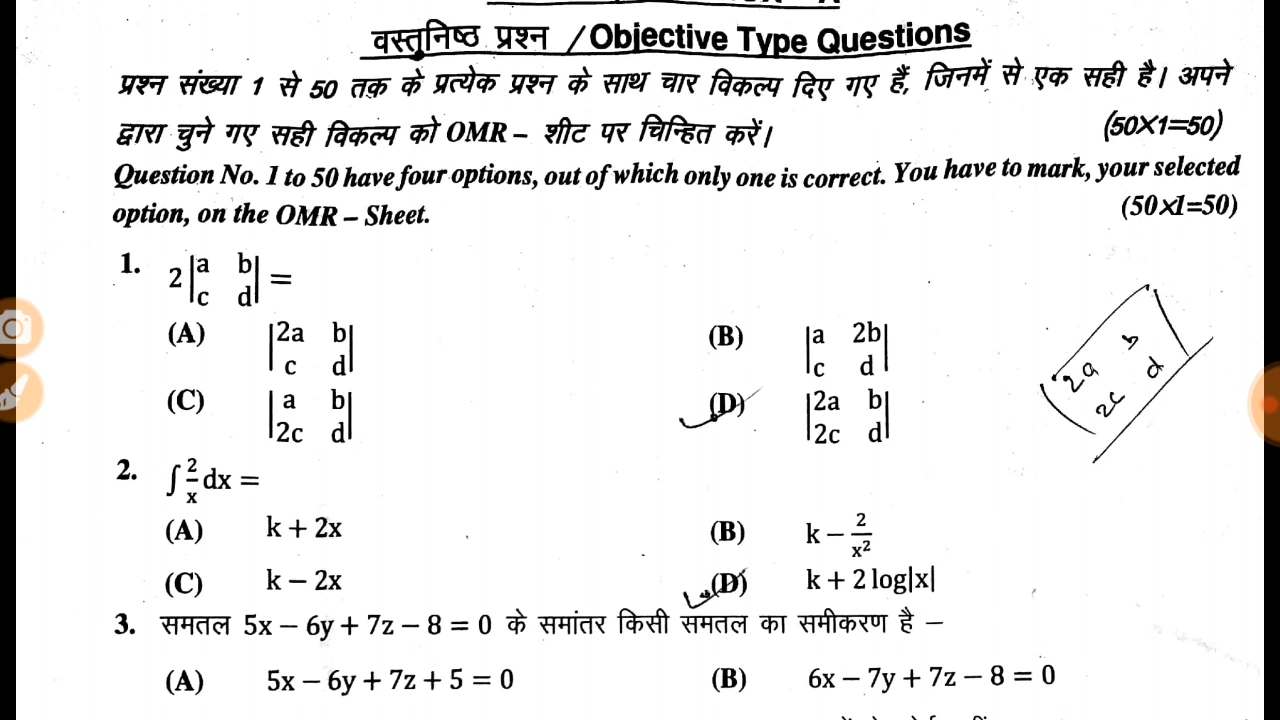 वस्तुनिष्ठ प्रश्न / Objective Type Questions
प्रश्न संख्या 1 से 50 तक के प्रत्येक प्रश्न के साथ चार विकल्प दिए गए हैं, जिनमें से एक सही है। अपने
द्वारा चुने गए सही विकल्प को OMR – शीट पर चिन्हित करें। (50X1=50)
Question No. 1 to 50 have four options, out of which only one is correct. You have to mark, your selected
option, on the OMR – Sheet. (50×1=50)
1. 2 |a b|
|c d| =
(A) |2a b| (B) |a 2b|
|c d| |c d|
(C) |a b| (D) |2a b|
|2c d| |2c d|
2a b
2c d
2. ∫ 2/x dx =
(A) k + 2x (B) k − 2/x²
(C) k − 2x (D) k + 2 log|x|
3. समतल 5x − 6y + 7z − 8 = 0 के समांतर किसी समतल का समीकरण है –
(A) 5x − 6y + 7z + 5 = 0 (B) 6x − 7y + 7z − 8 = 0